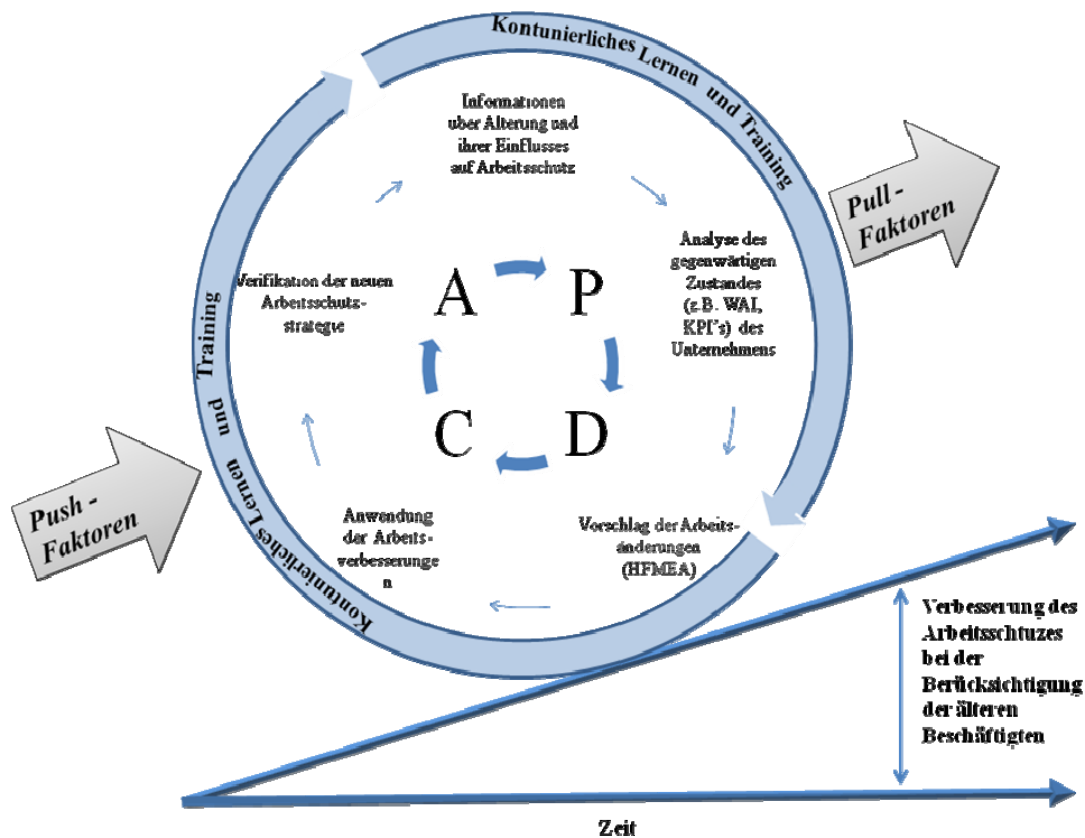 Kontunierliches Lernen und Training
Informationen
uber Alterung und
ihrer Einflusses
auf Arbeitsschutz
Pull -
Faktoren
Analyse des
gegenwärtigen
Zustandes
(z.B. WAI,
KPI's) des
Unternehmens
Verifikation der neuen
Arbeitsschutz-
strategie
A P
C D
Kontunierliches Lernen und Training
Push -
Faktoren
Anwendung
der Arbeits-
verbesserunge
n
Vorschlag der Arbeits-
änderungen
(HFMEA)
Verbesserung des
Arbeitsschtuzes
bei der
Berücksichtigung
der älteren
Beschäftigten
Zeit